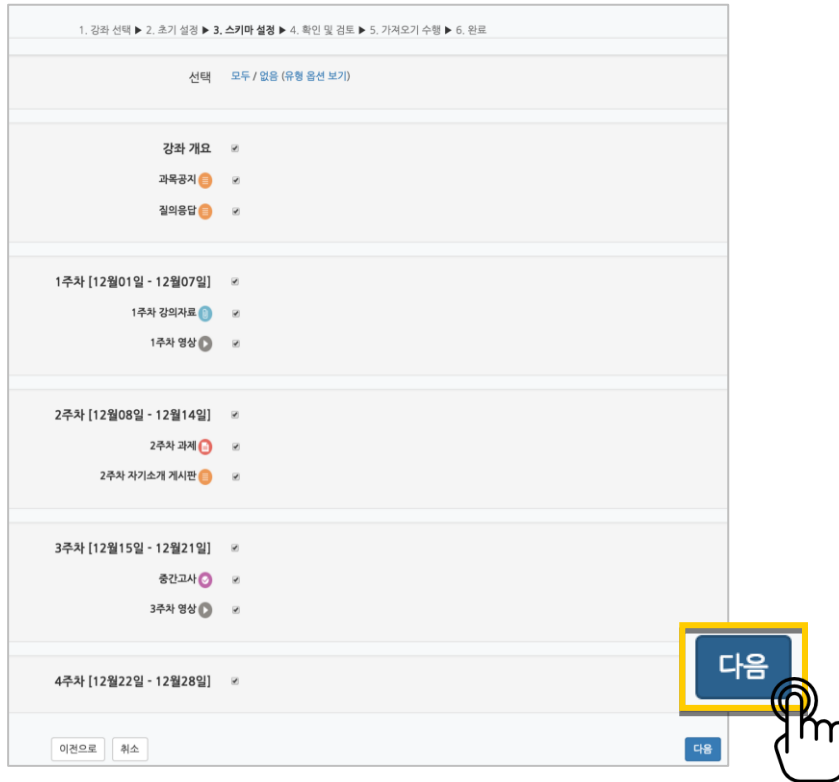 1. 강좌 선택 ▶ 2. 초기 설정 ▶ 3. 스키마 설정 ▶ 4. 확인 및 검토 ▶ 5. 가져오기 수행 ▶ 6. 완료
선택 모두 / 없음 (유형 옵션 보기)
강좌 개요
과목공지
질의응답
1주차 [12월01일 - 12월07일]
1주차 강의자료
1주차 영상
2주차 [12월08일 - 12월14일]
2주차 과제
2주차 자기소개 게시판
3주차 [12월15일 - 12월21일]
중간고사
3주차 영상
4주차 [12월22일 - 12월28일]
다음
이전으로 취소 다음